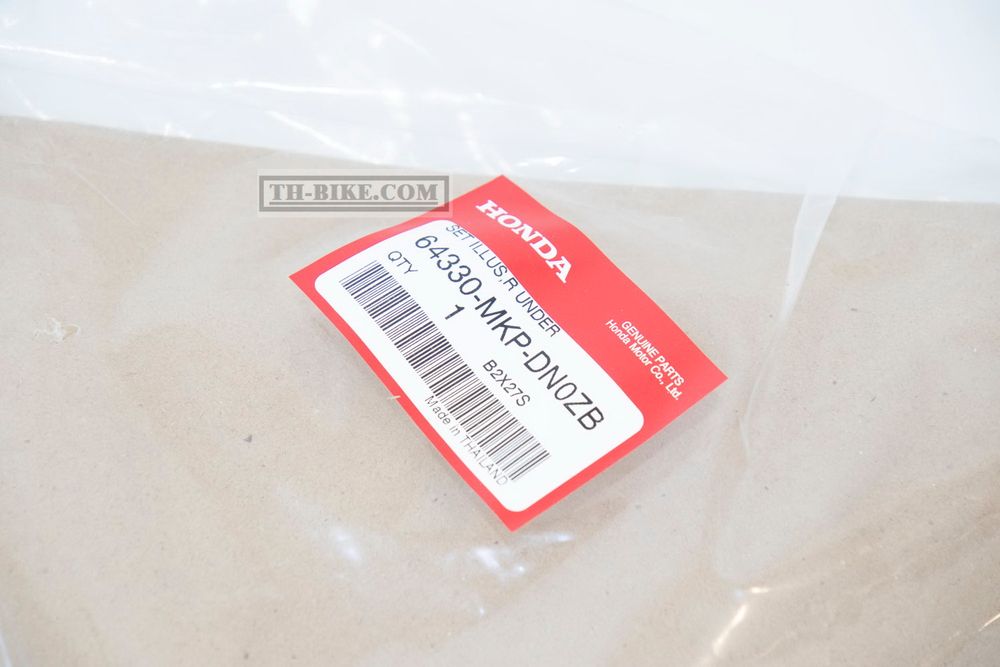 TH-BIKE.COM
HONDA
SET ILLUS,R UNDER
64330-MKP-DN0ZB
QTY 1
B2X27S
Made in THAILAND
GENUINE PARTS
Honda Motor Co., Ltd.